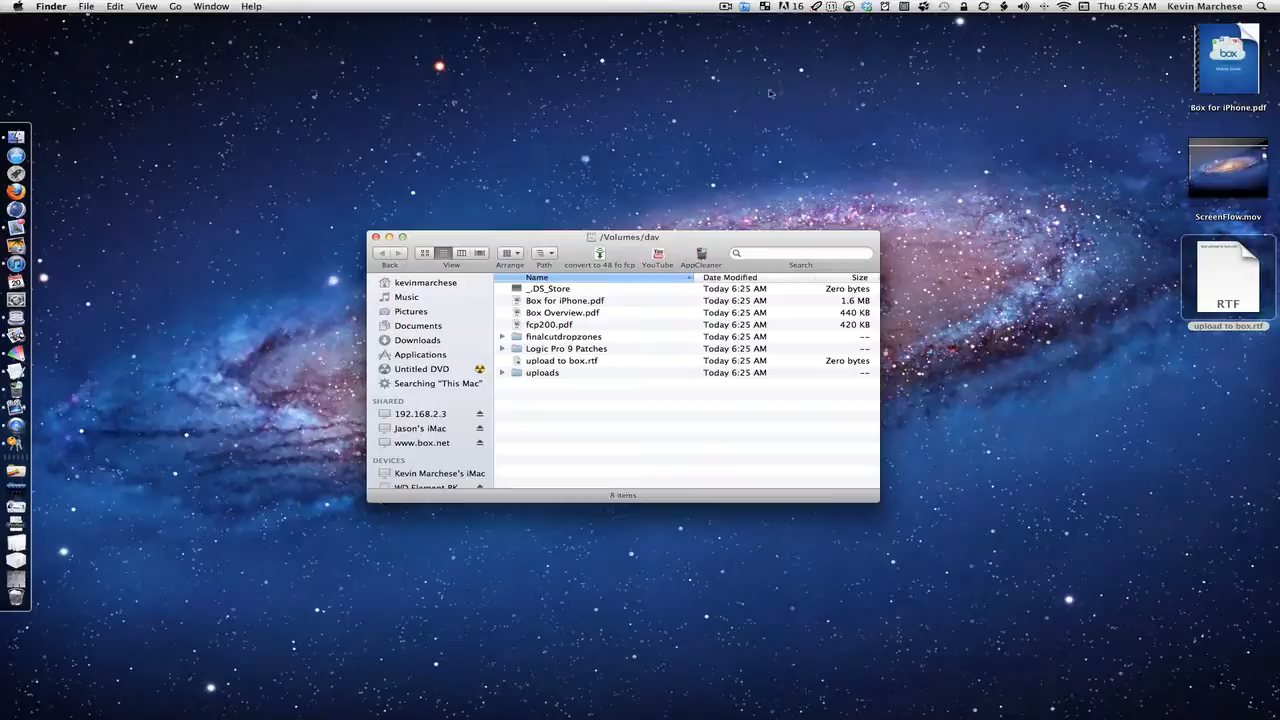 Finder File Edit View Go Window Help 16 Thu 6:25 AM Kevin Marchese
box
Box for iPhone.pdf
ScreenFlow.mov
RTF
upload to box.rtf
/Volumes/dav
Back View Arrange Path convert to 48 fo fcp YouTube AppCleaner Search
Name Date Modified Size
kevinmarchese
Music
Pictures
Documents
Downloads
Applications
Untitled DVD
Searching "This Mac"
SHARED
192.168.2.3
Jason's iMac
www.box.net
DEVICES
Kevin Marchese's iMac
WD Element BK
_.DS_Store Today 6:25 AM Zero bytes
Box for iPhone.pdf Today 6:25 AM 1.6 MB
Box Overview.pdf Today 6:25 AM 440 KB
fcp200.pdf Today 6:25 AM 420 KB
finalcutdropzones Today 6:25 AM --
Logic Pro 9 Patches Today 6:25 AM --
upload to box.rtf Today 6:25 AM Zero bytes
uploads Today 6:25 AM --
8 items